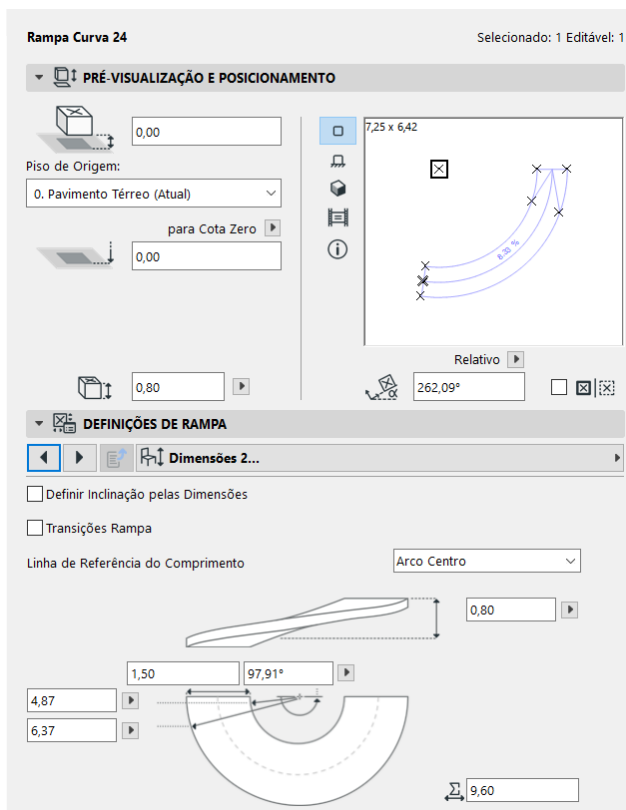 Rampa Curva 24
Selecionado: 1 Editável: 1
PRÉ-VISUALIZAÇÃO E POSICIONAMENTO
0,00
Piso de Origem:
0. Pavimento Térreo (Atual)
para Cota Zero
0,00
0,80
7,25 x 6,42
8.33 %
Relativo
α
262,09°
DEFINIÇÕES DE RAMPA
Dimensões 2...
Definir Inclinação pelas Dimensões
Transições Rampa
Linha de Referência do Comprimento
Arco Centro
0,80
1,50
97,91°
4,87
6,37
Σ 9,60